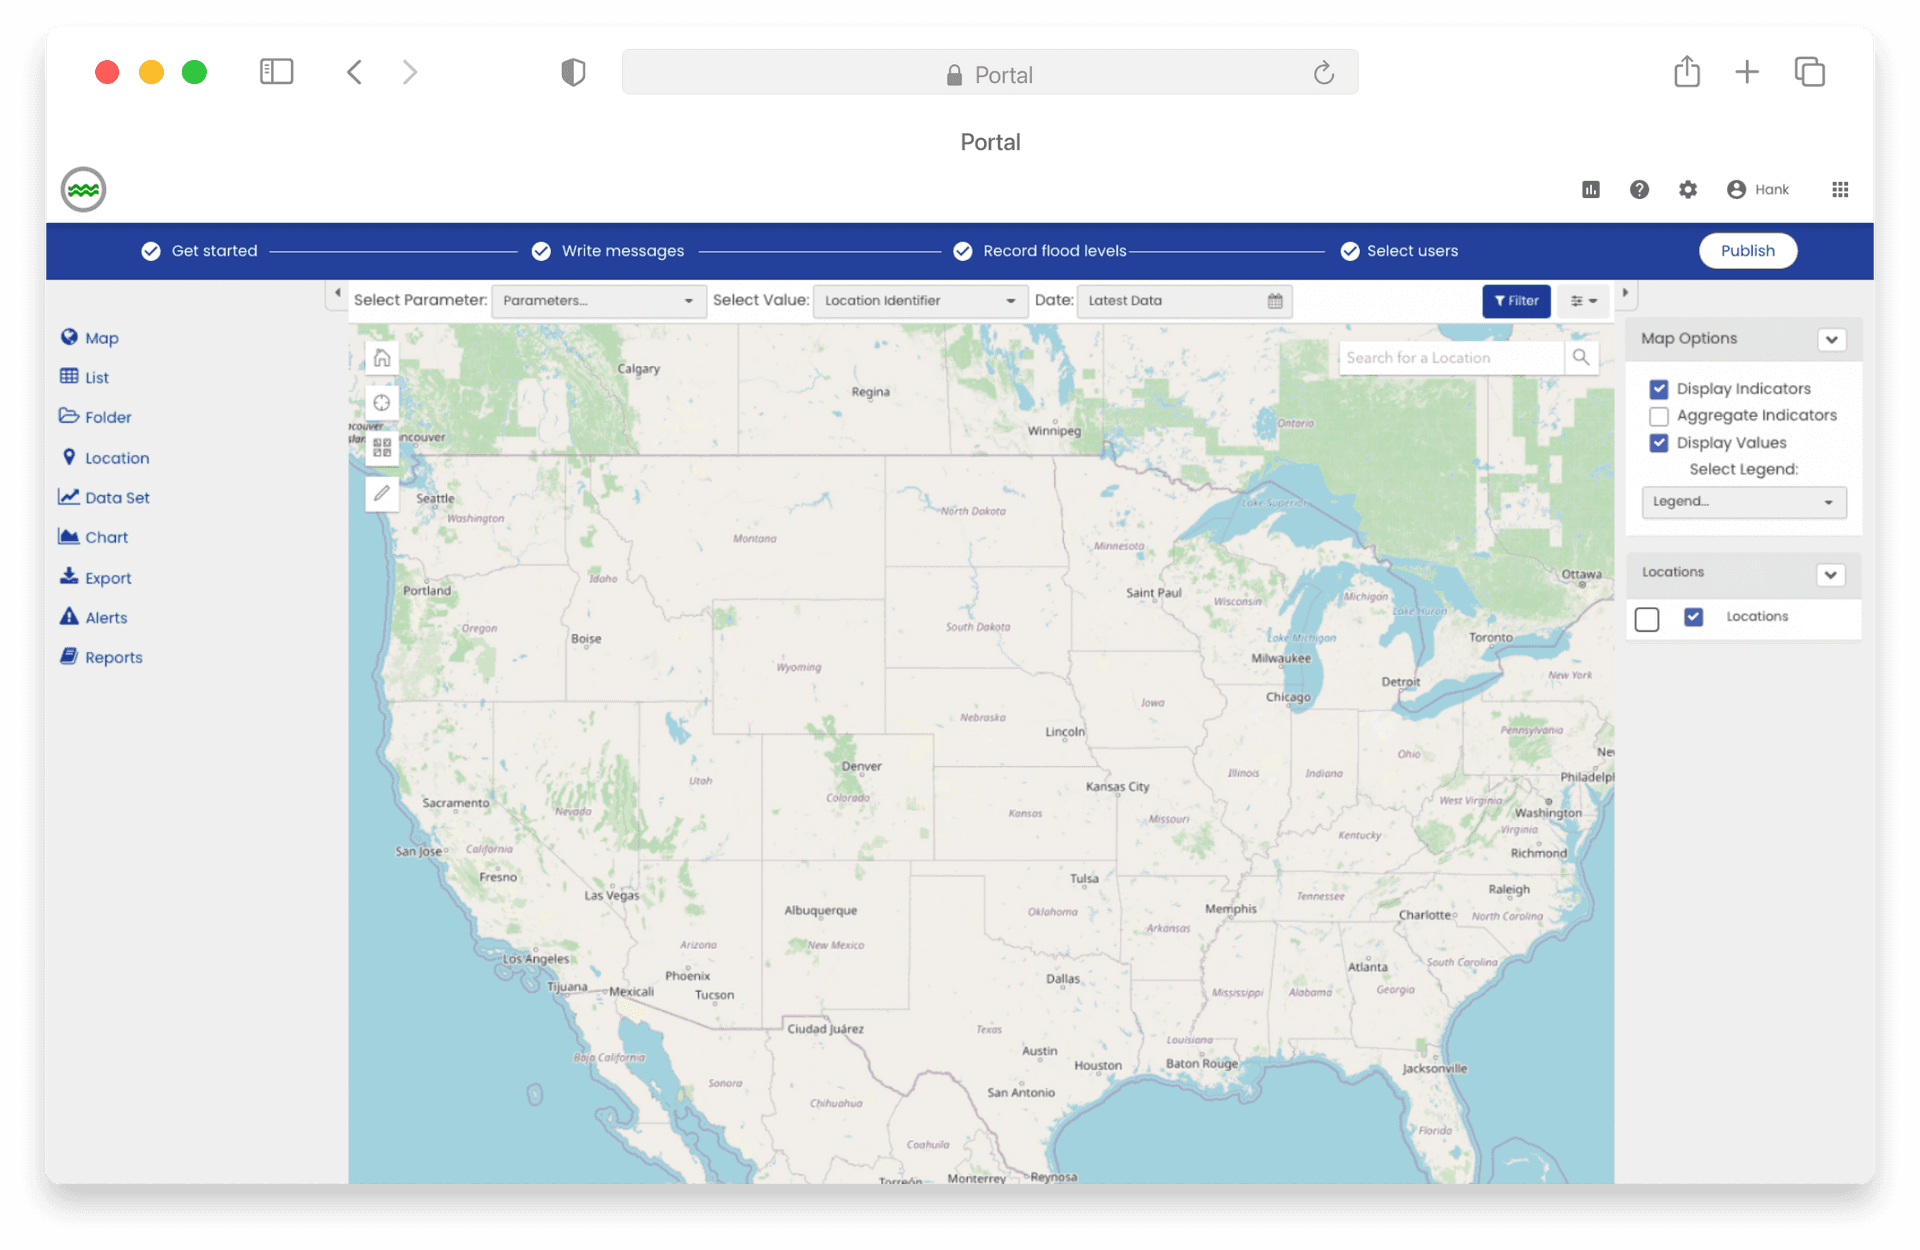 Portal
Portal
Hank
Get started Write messages Record flood levels Select users Publish
Select Parameter: Parameters... Select Value: Location Identifier Date: Latest Data Filter
Map
List
Folder
Location
Data Set
Chart
Export
Alerts
Reports
Search for a Location
Calgary
Regina
Winnipeg
Ontario
ncouver
Seattle
Washington
North Dakota
Lake Superior
Montana
Minnesota
Ottawa
Idaho
Portland
Saint Paul
Wisconsin
Michigan
Lake Huron
Oregon
Boise
South Dakota
Lake Michigan
Toronto
Milwaukee
Wyoming
New York
Detroit
Chicago
Iowa
Nebraska
Lincoln
Pennsylvania
Ohio
Denver
Utah
Illinois
Indiana
Philadelph
Kansas City
Colorado
Sacramento
Nevada
Kansas
Missouri
West Virginia
Washington
Virginia
Kentucky
San Jose
California
Richmond
Fresno
Tulsa
Las Vegas
Tennessee
Raleigh
Albuquerque
Oklahoma
Memphis
Charlotte
North Carolina
Arkansas
Arizona
New Mexico
Los Angeles
South Carolina
Phoenix
Dallas
Atlanta
Tijuana
Mexicali
Tucson
Mississippi
Alabama
Georgia
Ciudad Juárez
Texas
Louisiana
Austin
Baja California
Houston
Baton Rouge
Jacksonville
Sonora
San Antonio
Chihuahua
Florida
Coahuila
Torreón
Monterrey
Reynosa
Map Options
Display Indicators
Aggregate Indicators
Display Values
Select Legend:
Legend...
Locations
Locations